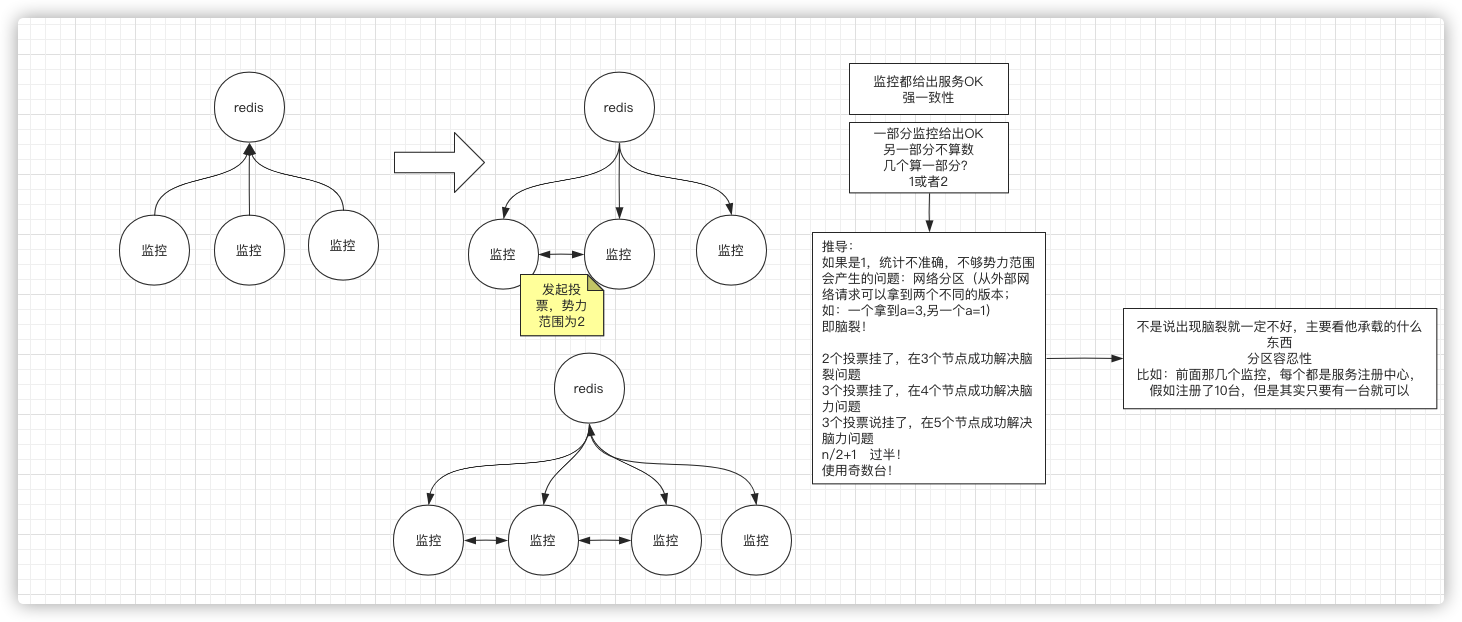 redis
监控
监控
监控
redis
监控
监控
监控
发起投
票，势力
范围为2
redis
监控
监控
监控
监控
监控都给出服务OK
强一致性
一部分监控给出OK
另一部分不算数
几个算一部分？
1或者2
推导：
如果是1，统计不准确，不够势力范围
会产生的问题：网络分区（从外部网
络请求可以拿到两个不同的版本；
如：一个拿到a=3,另一个a=1）
即脑裂！
2个投票挂了，在3个节点成功解决脑
裂问题
3个投票挂了，在4个节点成功解决脑
力问题
3个投票说挂了，在5个节点成功解决
脑力问题
n/2+1 过半！
使用奇数台！
不是说出现脑裂就一定不好，主要看他承载的什么
东西
分区容忍性
比如：前面那几个监控，每个都是服务注册中心，
假如注册了10台，但是其实只要有一台就可以